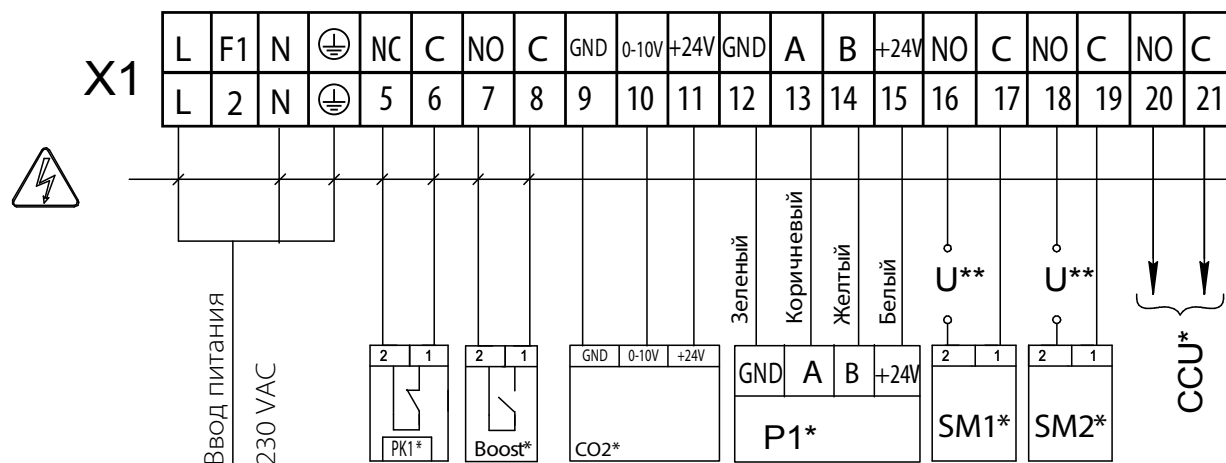 X1
L F1 N NC C NO C GND 0-10V +24V GND A B +24V NO C NO C NO C
L 2 N 5 6 7 8 9 10 11 12 13 14 15 16 17 18 19 20 21
Ввод питания
230 VAC
Зеленый
Коричневый
Желтый
Белый
U**
U**
2 1
PK1*
2 1
Boost*
GND 0-10V +24V
CO2*
GND A B +24V
P1*
2 1
SM1*
2 1
SM2*
CCU*